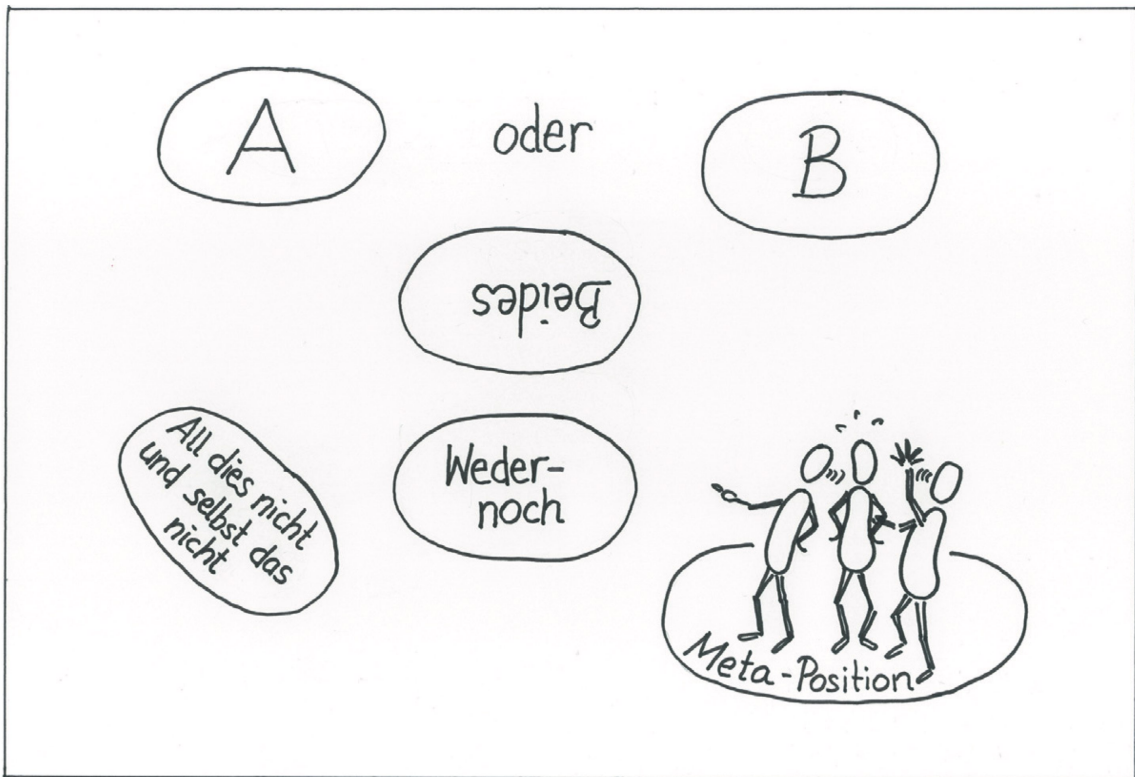 A oder B
Beides
All dies nicht
und selbst das
nicht
Weder-
noch
Meta-Position